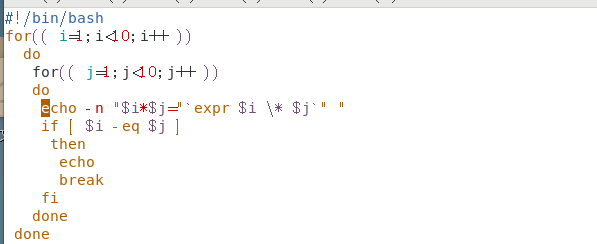 #!/bin/bash
for(( i=1;i<10;i++ ))
  do
   for(( j=1;j<10;j++ ))
   do
    echo -n "$i*$j="`expr $i \* $j`" "
    if [ $i -eq $j ]
     then
      echo
      break
    fi
   done
 done